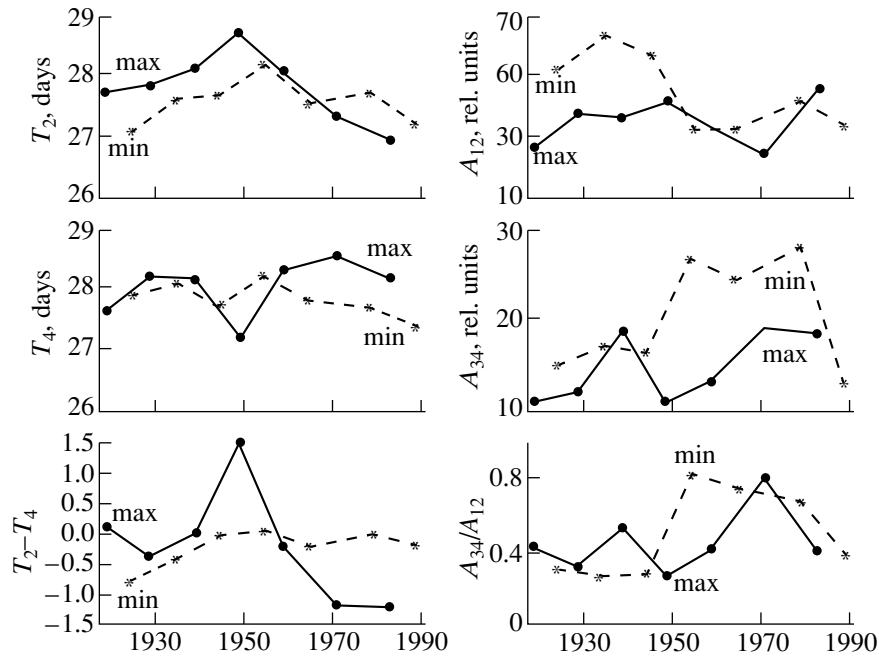 29
28
27
26
T2, days
max
min
70
60
30
10
A12, rel. units
min
max
29
28
27
26
T4, days
max
min
30
20
10
A34, rel. units
min
max
1.5
1.0
0.5
0.0
−0.5
−1.0
−1.5
T2–T4
max
min
1930 1950 1970 1990
0.8
0.4
0
A34/A12
min
max
1930 1950 1970 1990